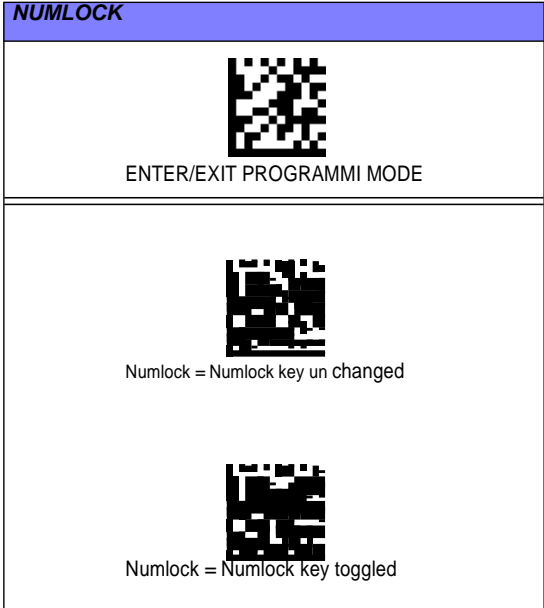 NUMLOCK
ENTER/EXIT PROGRAMMI MODE
Numlock = Numlock key un changed
Numlock = Numlock key toggled